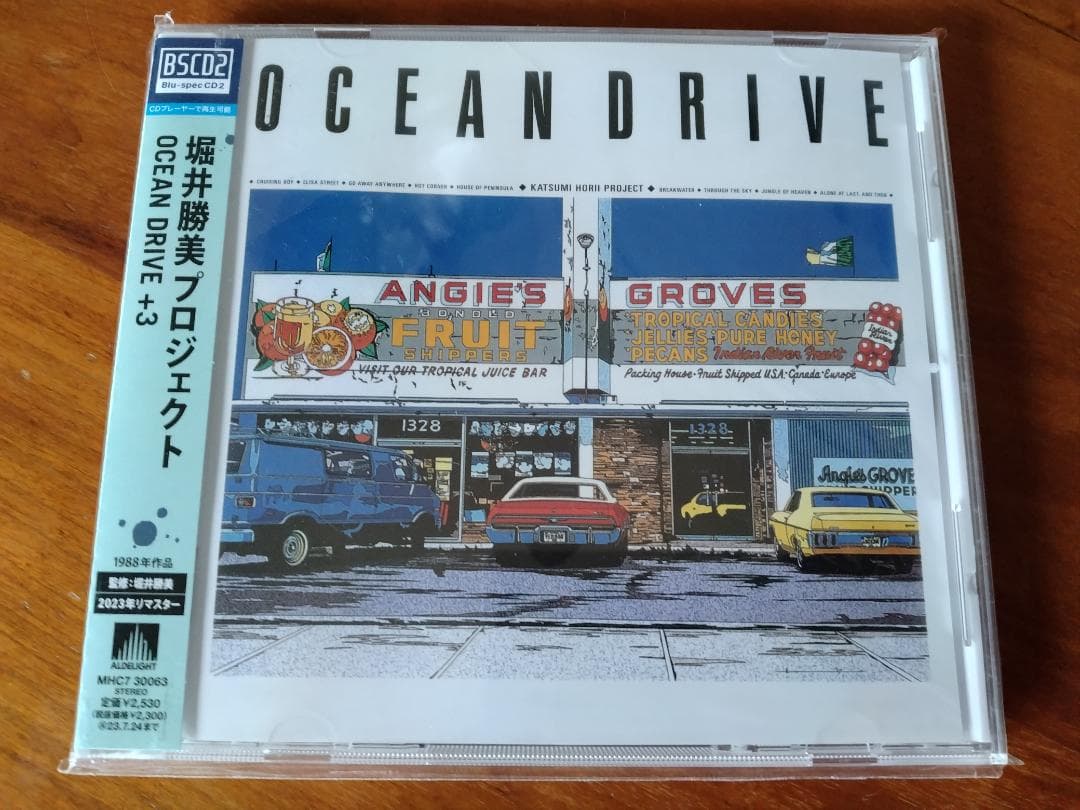 BSCD2
Blu-spec CD2
CDプレーヤーで再生可能
堀井勝美プロジェクト
OCEAN DRIVE +3
1988年作品
監修:堀井勝美
2023年リマスター
ALDELIGHT
MHC7 30063
STEREO
定価¥2,530
(税抜価格¥2,300)
23.7.24まで
OCEAN DRIVE
◆ CRUISING BOY ◆ CLIXA STREET ◆ GO AWAY ANYWHERE ◆ HOT CORNER ◆ HOUSE OF PENINSULA ◆ KATSUMI HORII PROJECT ◆ BREAKWATER ◆ THROUGH THE SKY ◆ JUNGLE OF HEAVEN ◆ ALONE AT LAST, AND THOU ◆
ANGIE'S GROVES
FRUIT
SHIPPERS
VISIT OUR TROPICAL JUICE BAR
TROPICAL CANDIES
JELLIES·PURE HONEY
PECANS Indian River Fruit
Packing House·Fruit Shipped U.S.A·Canada·Europe
Indian River
1328
1328
Angie's GROVE
SHIPPER